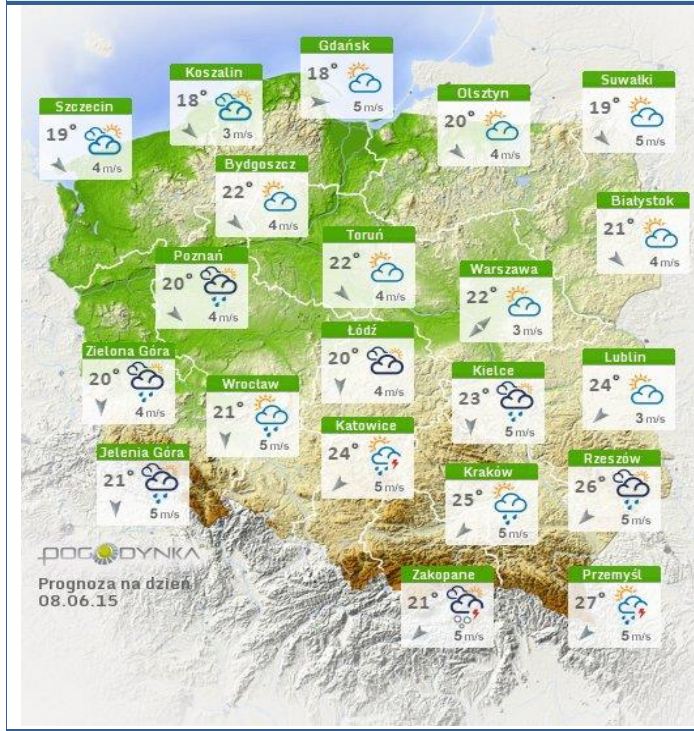 Gdańsk
18°
5 m/s
Koszalin
18°
3 m/s
Suwałki
19°
5 m/s
Olsztyn
20°
4 m/s
Szczecin
19°
4 m/s
Bydgoszcz
22°
4 m/s
Białystok
21°
4 m/s
Toruń
22°
4 m/s
Poznań
20°
4 m/s
Warszawa
22°
3 m/s
Łódź
20°
4 m/s
Zielona Góra
20°
4 m/s
Lublin
24°
3 m/s
Kielce
23°
5 m/s
Wrocław
21°
5 m/s
Katowice
24°
5 m/s
Jelenia Góra
21°
5 m/s
Rzeszów
26°
5 m/s
Kraków
25°
5 m/s
POGODYNKA
Prognoza na dzień
08.06.15
Zakopane
21°
5 m/s
Przemyśl
27°
5 m/s